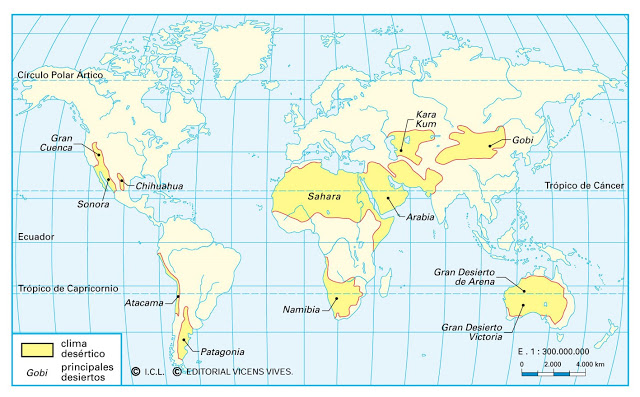 Círculo Polar Ártico
Kara
Kum
Gran
Cuenca
Gobi
Chihuahua
Sahara
Trópico de Cáncer
Sonora
Arabia
Ecuador
Gran Desierto
de Arena
Trópico de Capricornio
Atacama
Namibia
Gran Desierto
Victoria
clima
desértico
Patagonia
E. 1 : 300.000.000
Gobi
principales
desiertos
© I.C.L. © EDITORIAL VICENS VIVES.
0 2.000 4.000 km